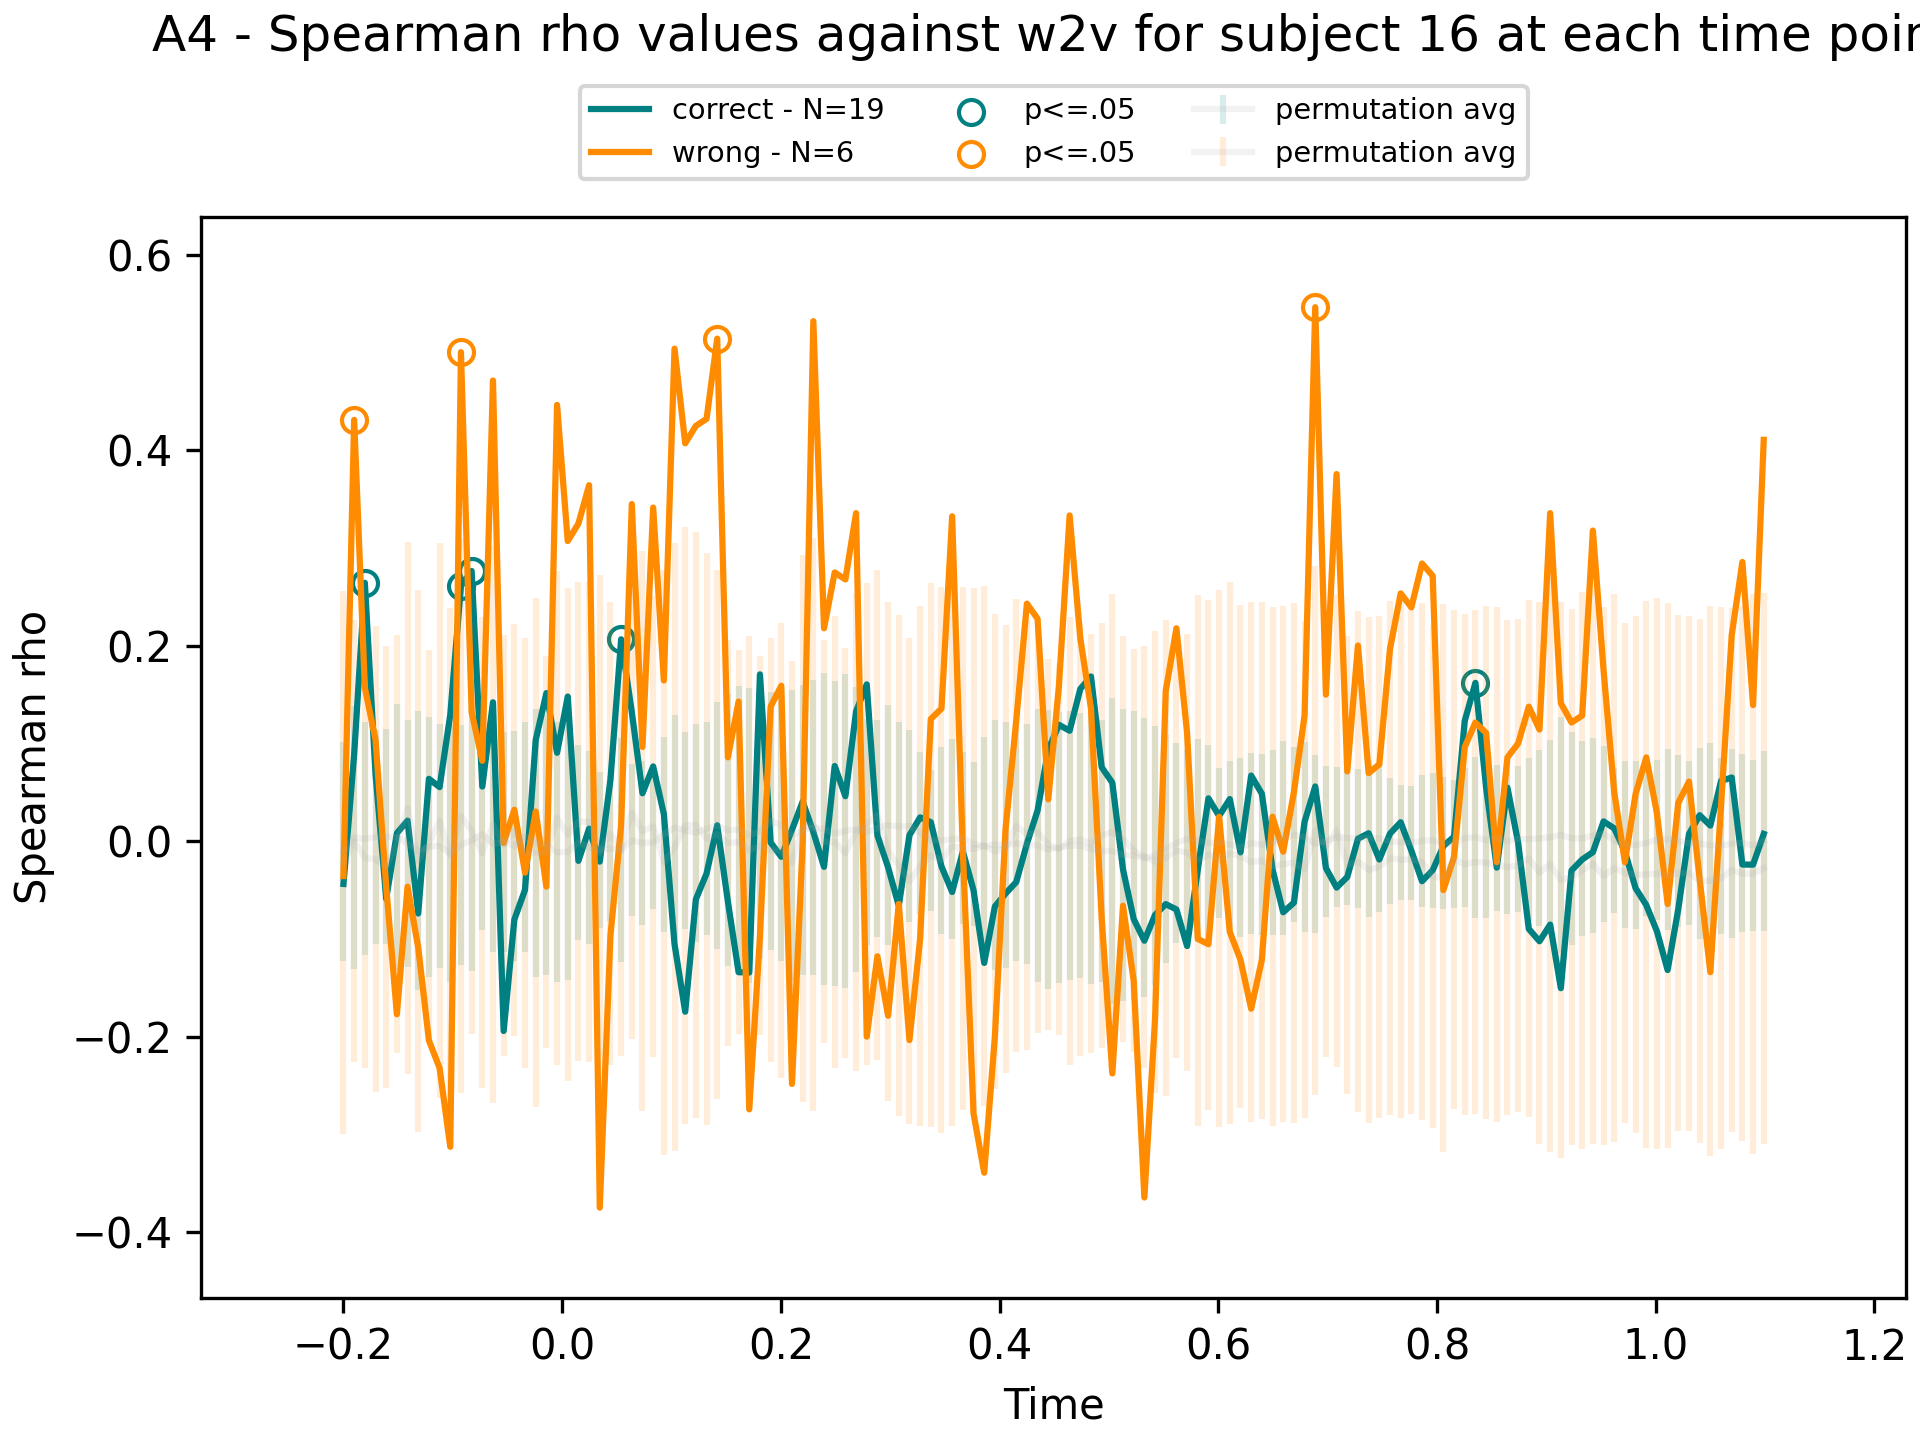 A4 - Spearman rho values against w2v for subject 16 at each time
correct - N=19
wrong - N=6
p<=.05
p<=.05
permutation avg
permutation avg
Spearman rho
0.6
0.4
0.2
0.0
−0.2
−0.4
−0.2
0.0
0.2
0.4
0.6
0.8
1.0
1.2
Time